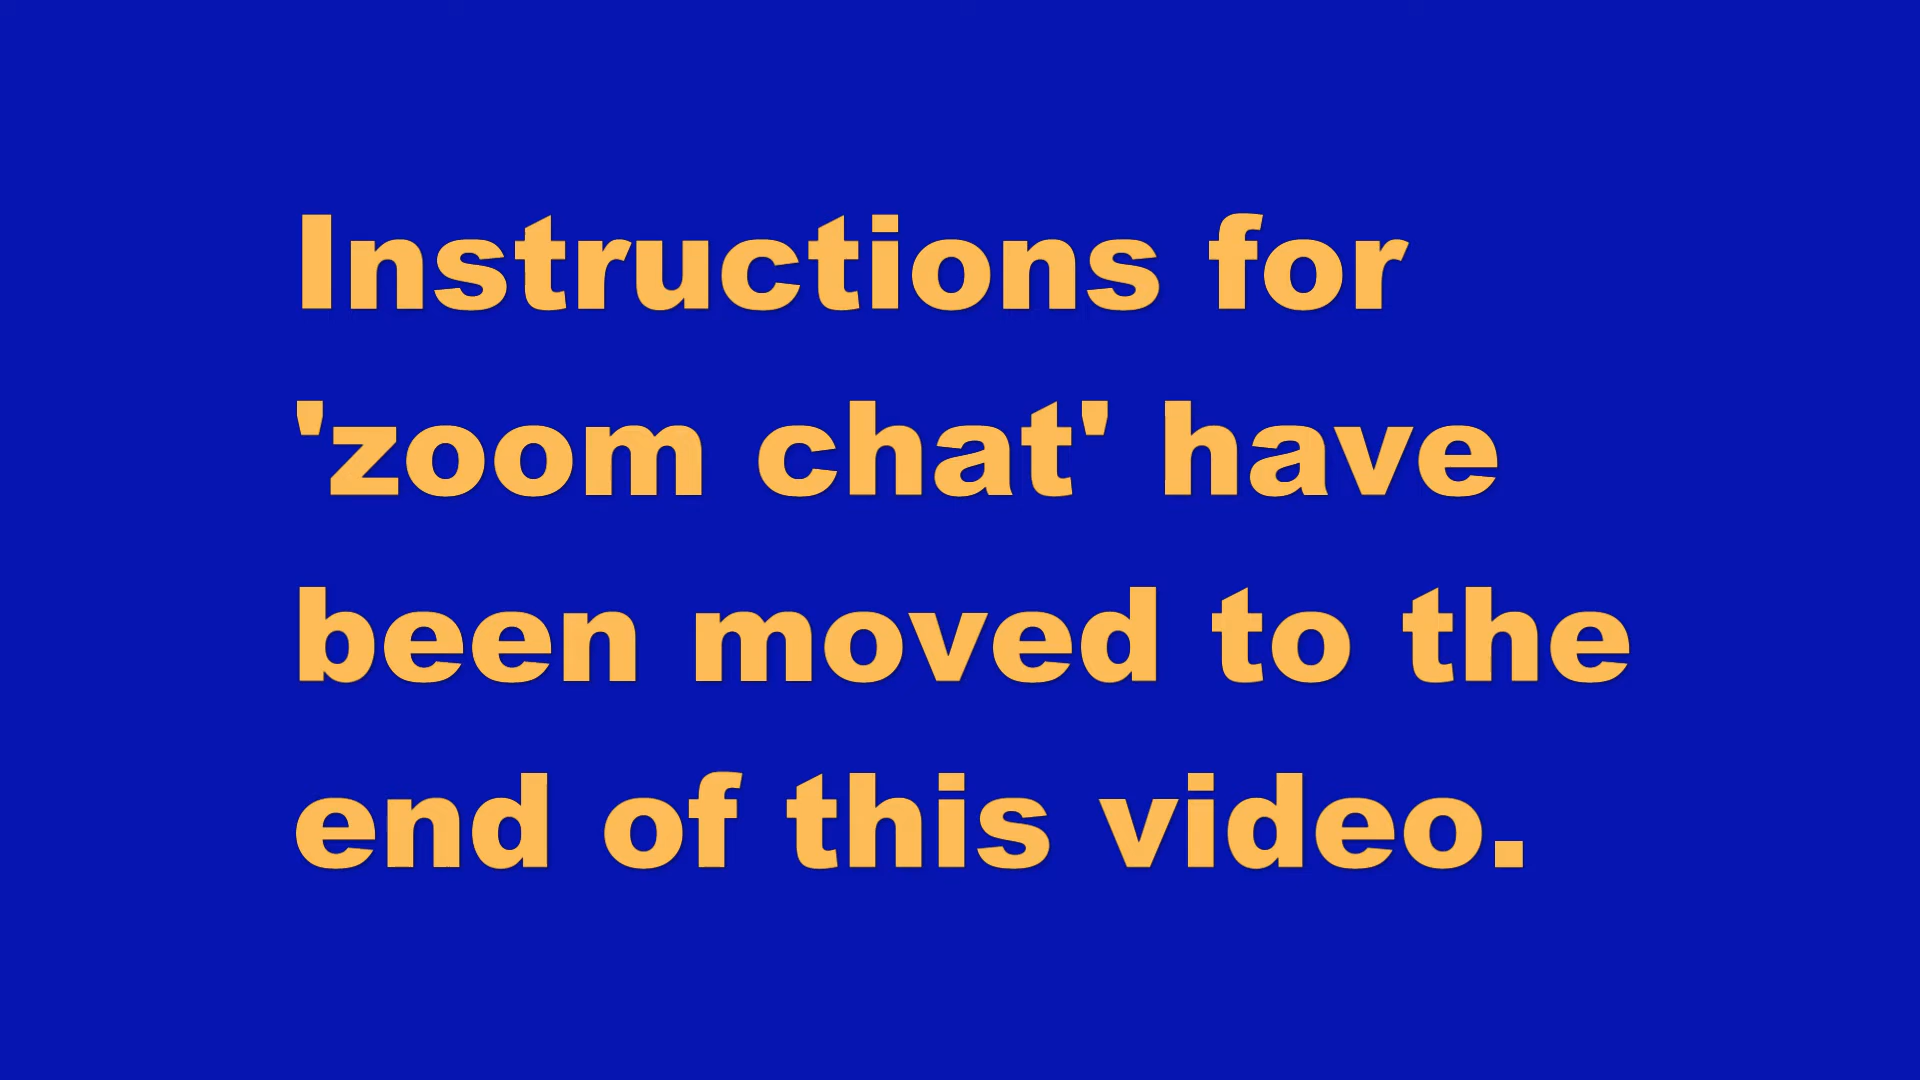 Instructions for
'zoom chat' have
been moved to the
end of this video.